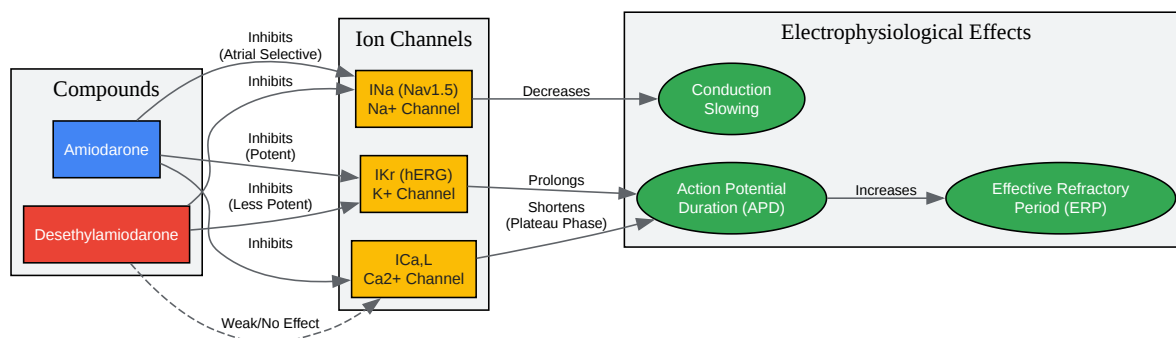 Compounds
Amiodarone
Desethylamiodarone
Inhibits
(Atrial Selective)
Inhibits
Inhibits
(Potent)
Inhibits
(Less Potent)
Inhibits
Weak/No Effect
Ion Channels
INa (Nav1.5)
Na+ Channel
IKr (hERG)
K+ Channel
ICa,L
Ca2+ Channel
Decreases
Prolongs
Shortens
(Plateau Phase)
Electrophysiological Effects
Conduction
Slowing
Action Potential
Duration (APD)
Increases
Effective Refractory
Period (ERP)